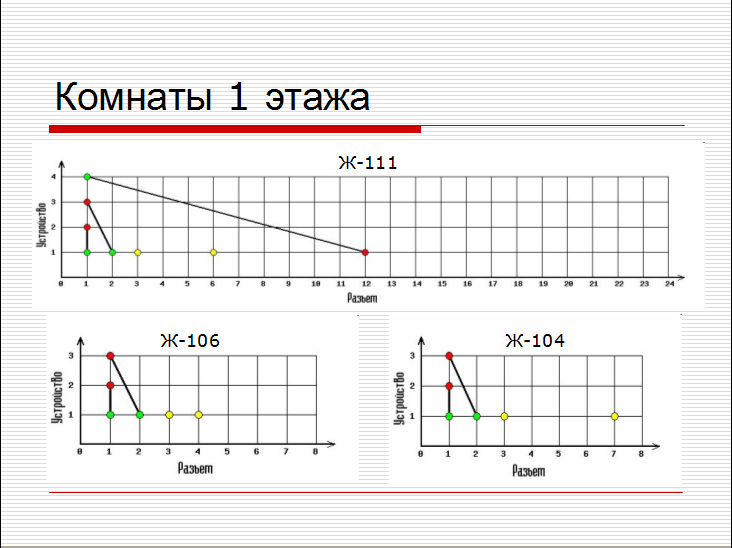 Комнаты 1 этажа
Ж-111
Устройство
4
3
2
1
0 1 2 3 4 5 6 7 8 9 10 11 12 13 14 15 16 17 18 19 20 21 22 23 24
Разъем
Ж-106
Устройство
3
2
1
0 1 2 3 4 5 6 7 8
Разъем
Ж-104
Устройство
3
2
1
0 1 2 3 4 5 6 7 8
Разъем